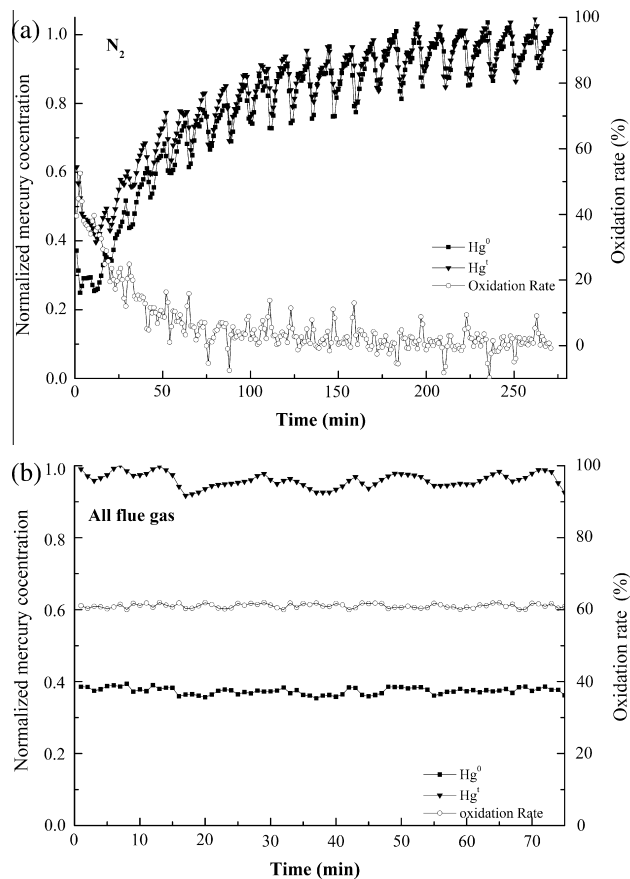 (a)
N2
Normalized mercury cocentration
1.0
0.8
0.6
0.4
0.2
0.0
100
80
60
40
20
0
Oxidation rate (%)
Hg0
Hgt
Oxidation Rate
0 50 100 150 200 250
Time (min)
(b)
All flue gas
Normalized mercury cocentration
1.0
0.8
0.6
0.4
0.2
0.0
100
80
60
40
20
0
Oxidation rate (%)
Hg0
Hgt
oxidation Rate
0 10 20 30 40 50 60 70
Time (min)